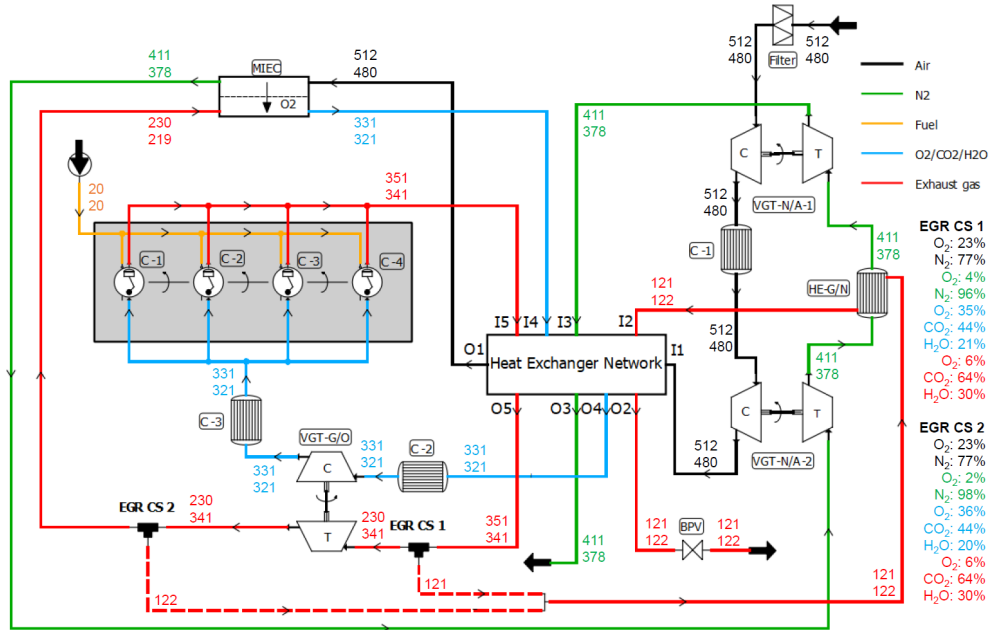 512
480
Filter
512
480
411
378
MIEC
O2
512
480
230
219
331
321
411
378
C
T
VGT-N/A-1
Air
N2
Fuel
O2/CO2/H2O
Exhaust gas
20
20
351
341
C-1
C-2
C-3
C-4
512
480
C-1
411
378
HE-G/N
121
122
I5
I4
I3
I2
512
480
O1
Heat Exchanger Network
I1
O5
O3
O4
O2
411
378
C
T
VGT-N/A-2
512
480
331
321
C-3
VGT-G/O
C
331
321
331
321
C-2
331
321
331
321
T
EGR CS 2
230
341
230
341
EGR CS 1
351
341
411
378
121
122
BPV
121
122
121
122
121
122
EGR CS 1
O2: 23%
N2: 77%
O2: 4%
N2: 96%
O2: 35%
CO2: 44%
H2O: 21%
O2: 6%
CO2: 64%
H2O: 30%
EGR CS 2
O2: 23%
N2: 77%
O2: 2%
N2: 98%
O2: 36%
CO2: 44%
H2O: 20%
O2: 6%
CO2: 64%
H2O: 30%